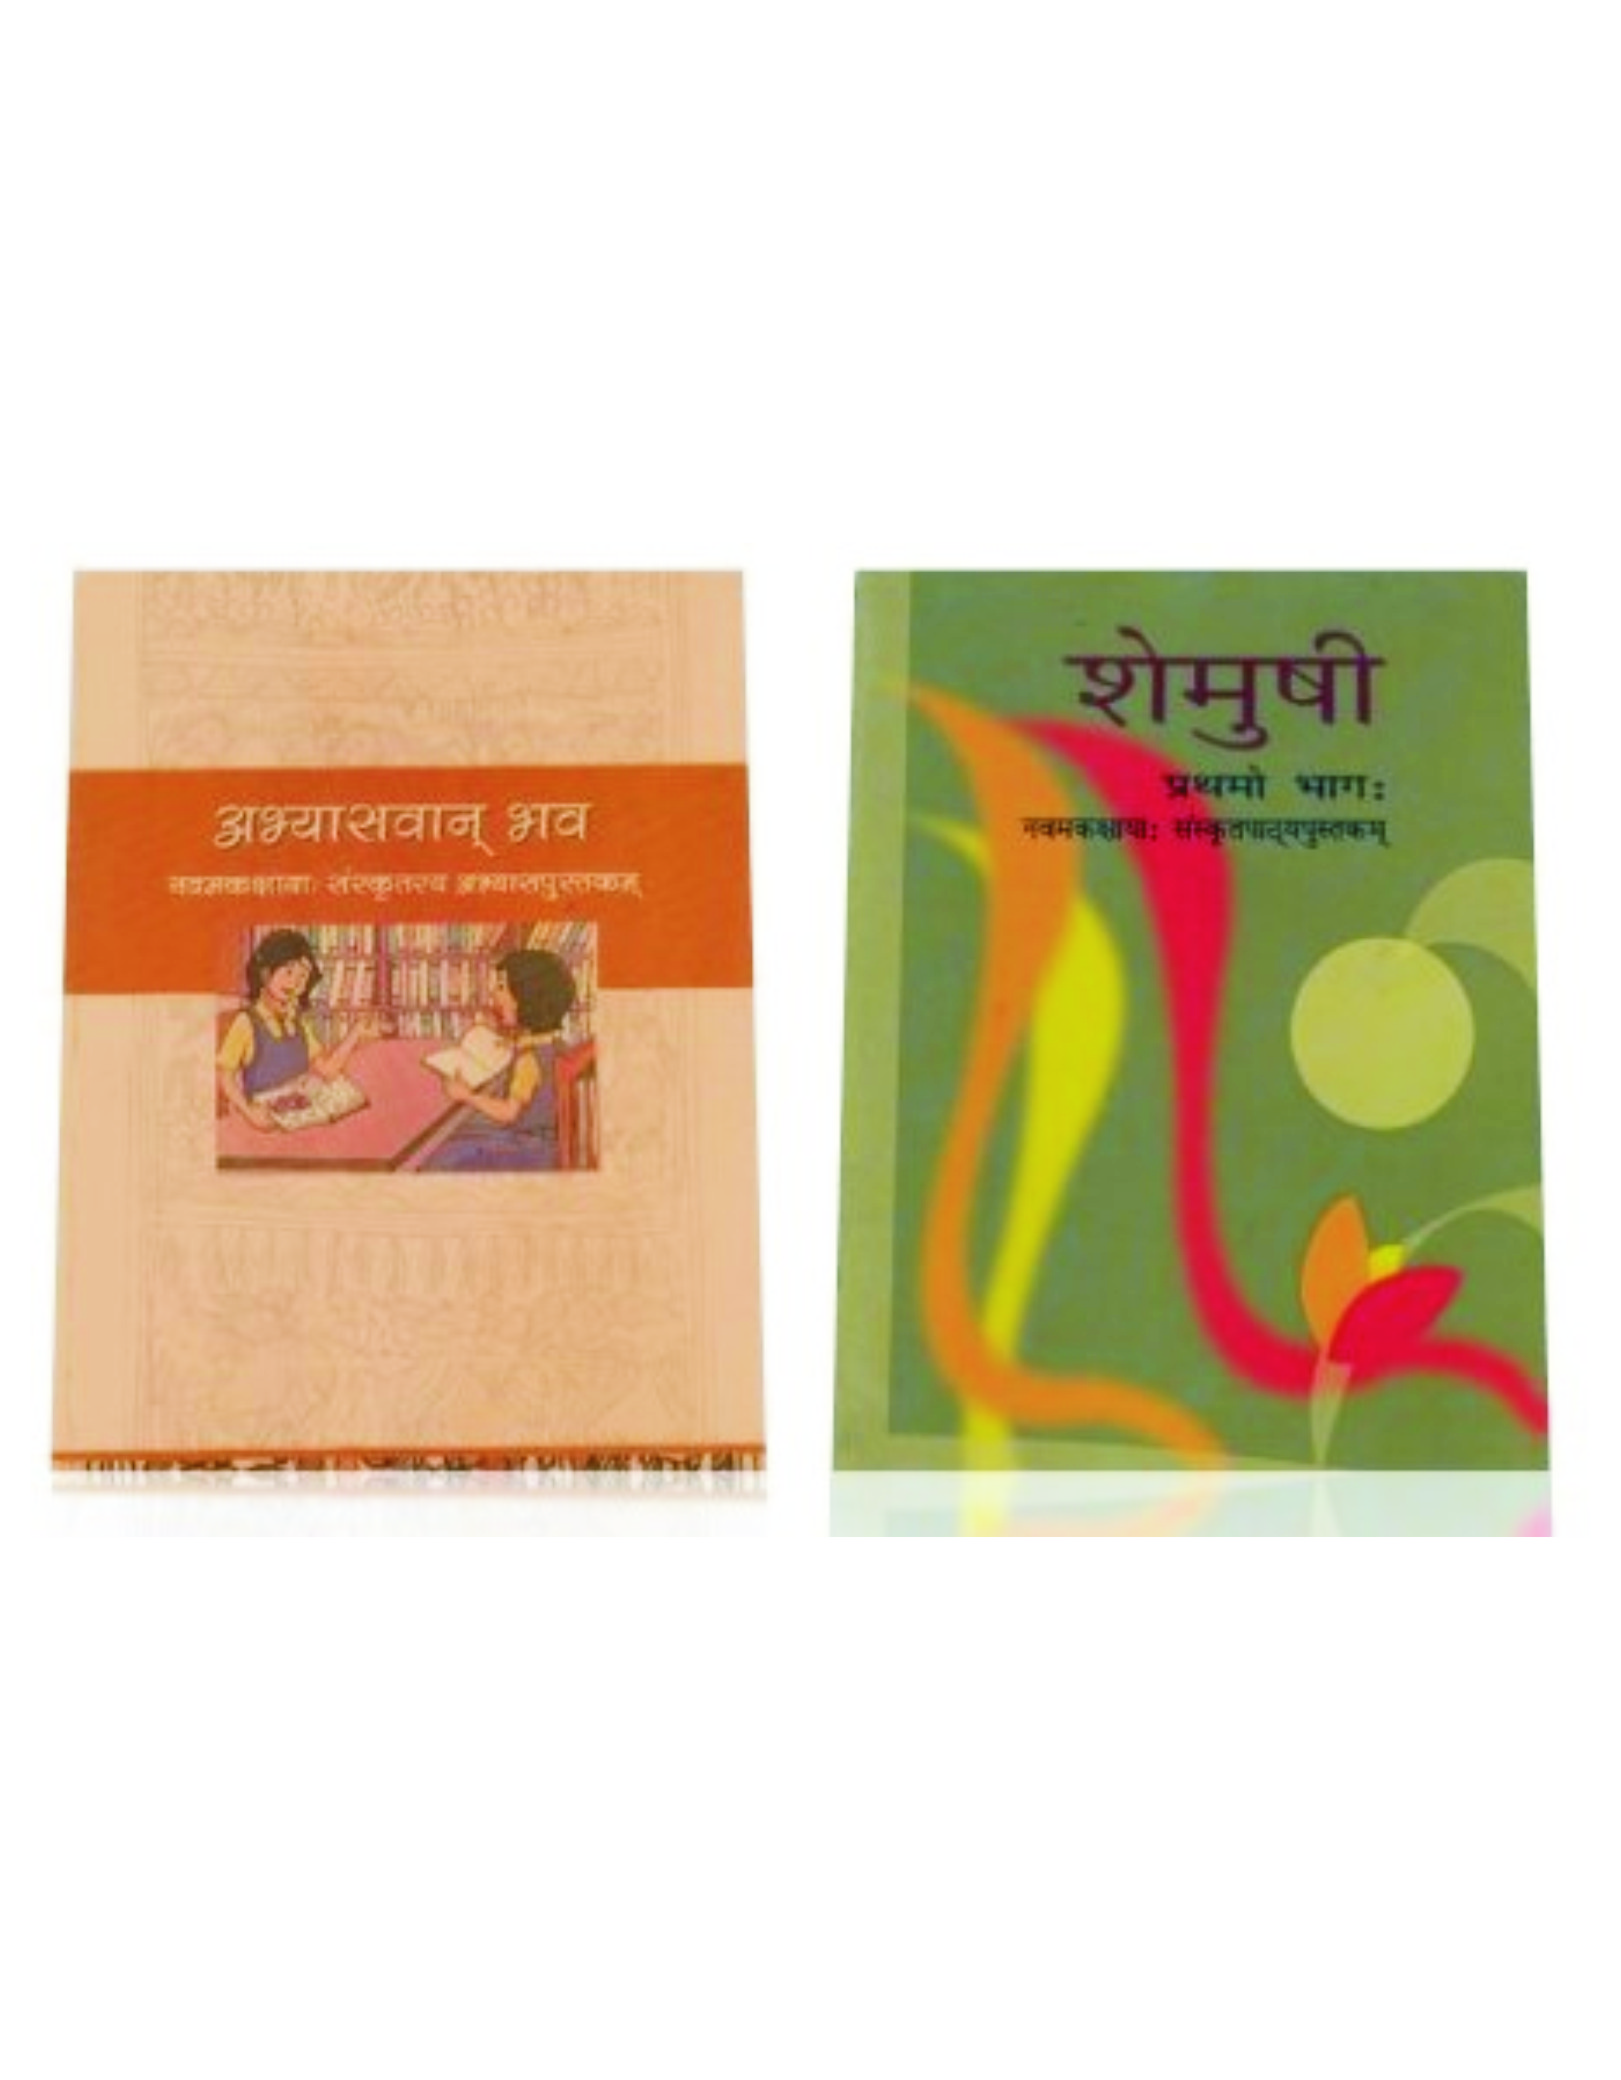 अभ्यासवान् भव
नवमकक्षायाः संस्कृतस्य अभ्यासपुस्तकम्
शेमुषी
प्रथमो भागः
नवमकक्षायाः संस्कृतपाठ्यपुस्तकम्